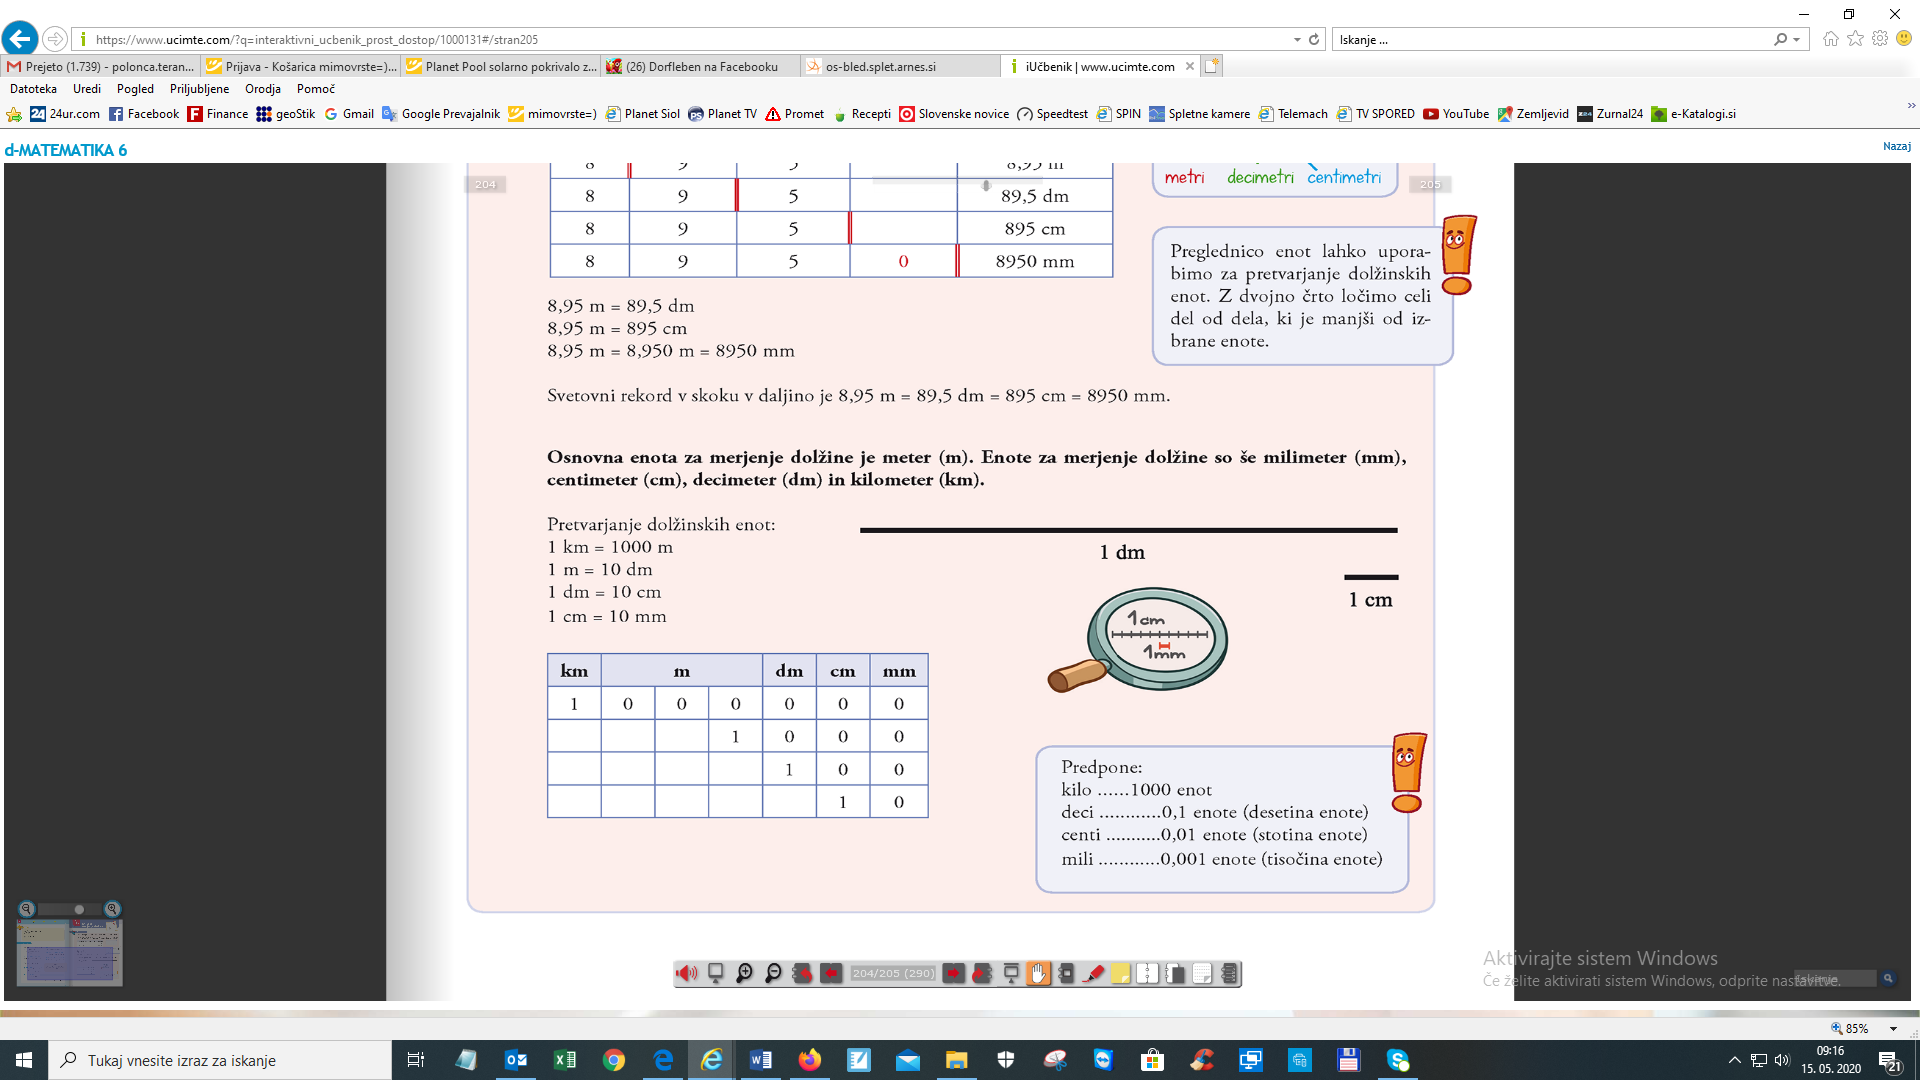 https://www.ucimte.com/?q=interaktivni_ucbenik_prost_dostop/1000131#/stran205
Iskanje ...
Prejeto (1.739) - polonca.teran...
Prijava - Košarica mimovrste=)...
Planet Pool solarno pokrivalo z...
(26) Dorfleben na Facebooku
os-bled.splet.arnes.si
iUčbenik | www.ucimte.com
Datoteka Uredi Pogled Priljubljene Orodja Pomoč
24ur.com Facebook Finance geoStik Gmail Google Prevajalnik mimovrste=) Planet Siol Planet TV Promet Recepti Slovenske novice Speedtest SPIN Spletne kamere Telemach TV SPORED YouTube Zemljevid Zurnal24 e-Katalogi.si
d-MATEMATIKA 6
Nazaj
204
205
8 9 5 8,95 m
8 9 5 89,5 dm
8 9 5 895 cm
8 9 5 0 8950 mm
metri decimetri centimetri
Preglednico enot lahko upora-
bimo za pretvarjanje dolžinskih
enot. Z dvojno črto ločimo celi
del od dela, ki je manjši od iz-
brane enote.
8,95 m = 89,5 dm
8,95 m = 895 cm
8,95 m = 8,950 m = 8950 mm
Svetovni rekord v skoku v daljino je 8,95 m = 89,5 dm = 895 cm = 8950 mm.
Osnovna enota za merjenje dolžine je meter (m). Enote za merjenje dolžine so še milimeter (mm),
centimeter (cm), decimeter (dm) in kilometer (km).
Pretvarjanje dolžinskih enot:
1 km = 1000 m
1 m = 10 dm
1 dm = 10 cm
1 cm = 10 mm
1 dm
1 cm
1cm
1mm
km m dm cm mm
1 0 0 0 0 0 0
1 0 0 0
1 0 0
1 0
Predpone:
kilo ......1000 enot
deci ............0,1 enote (desetina enote)
centi ...........0,01 enote (stotina enote)
mili ............0,001 enote (tisočina enote)
204/205 (290)
Aktivirajte sistem Windows
Če želite aktivirati sistem Windows, odprite nastavitve.
Iskanje
85%
Tukaj vnesite izraz za iskanje
09:16
15. 05. 2020
21